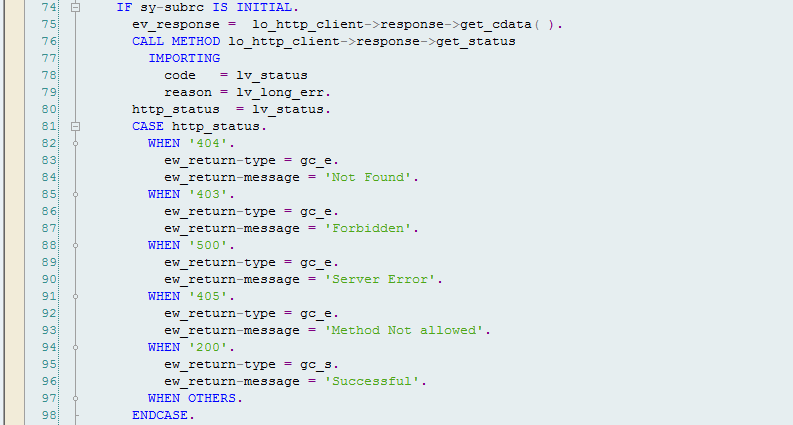 74 IF sy-subrc IS INITIAL.
75 ev_response =  lo_http_client->response->get_cdata( ).
76 CALL METHOD lo_http_client->response->get_status
77 IMPORTING
78 code   = lv_status
79 reason = lv_long_err.
80 http_status  = lv_status.
81 CASE http_status.
82 WHEN '404'.
83 ew_return-type = gc_e.
84 ew_return-message = 'Not Found'.
85 WHEN '403'.
86 ew_return-type = gc_e.
87 ew_return-message = 'Forbidden'.
88 WHEN '500'.
89 ew_return-type = gc_e.
90 ew_return-message = 'Server Error'.
91 WHEN '405'.
92 ew_return-type = gc_e.
93 ew_return-message = 'Method Not allowed'.
94 WHEN '200'.
95 ew_return-type = gc_s.
96 ew_return-message = 'Successful'.
97 WHEN OTHERS.
98 ENDCASE.